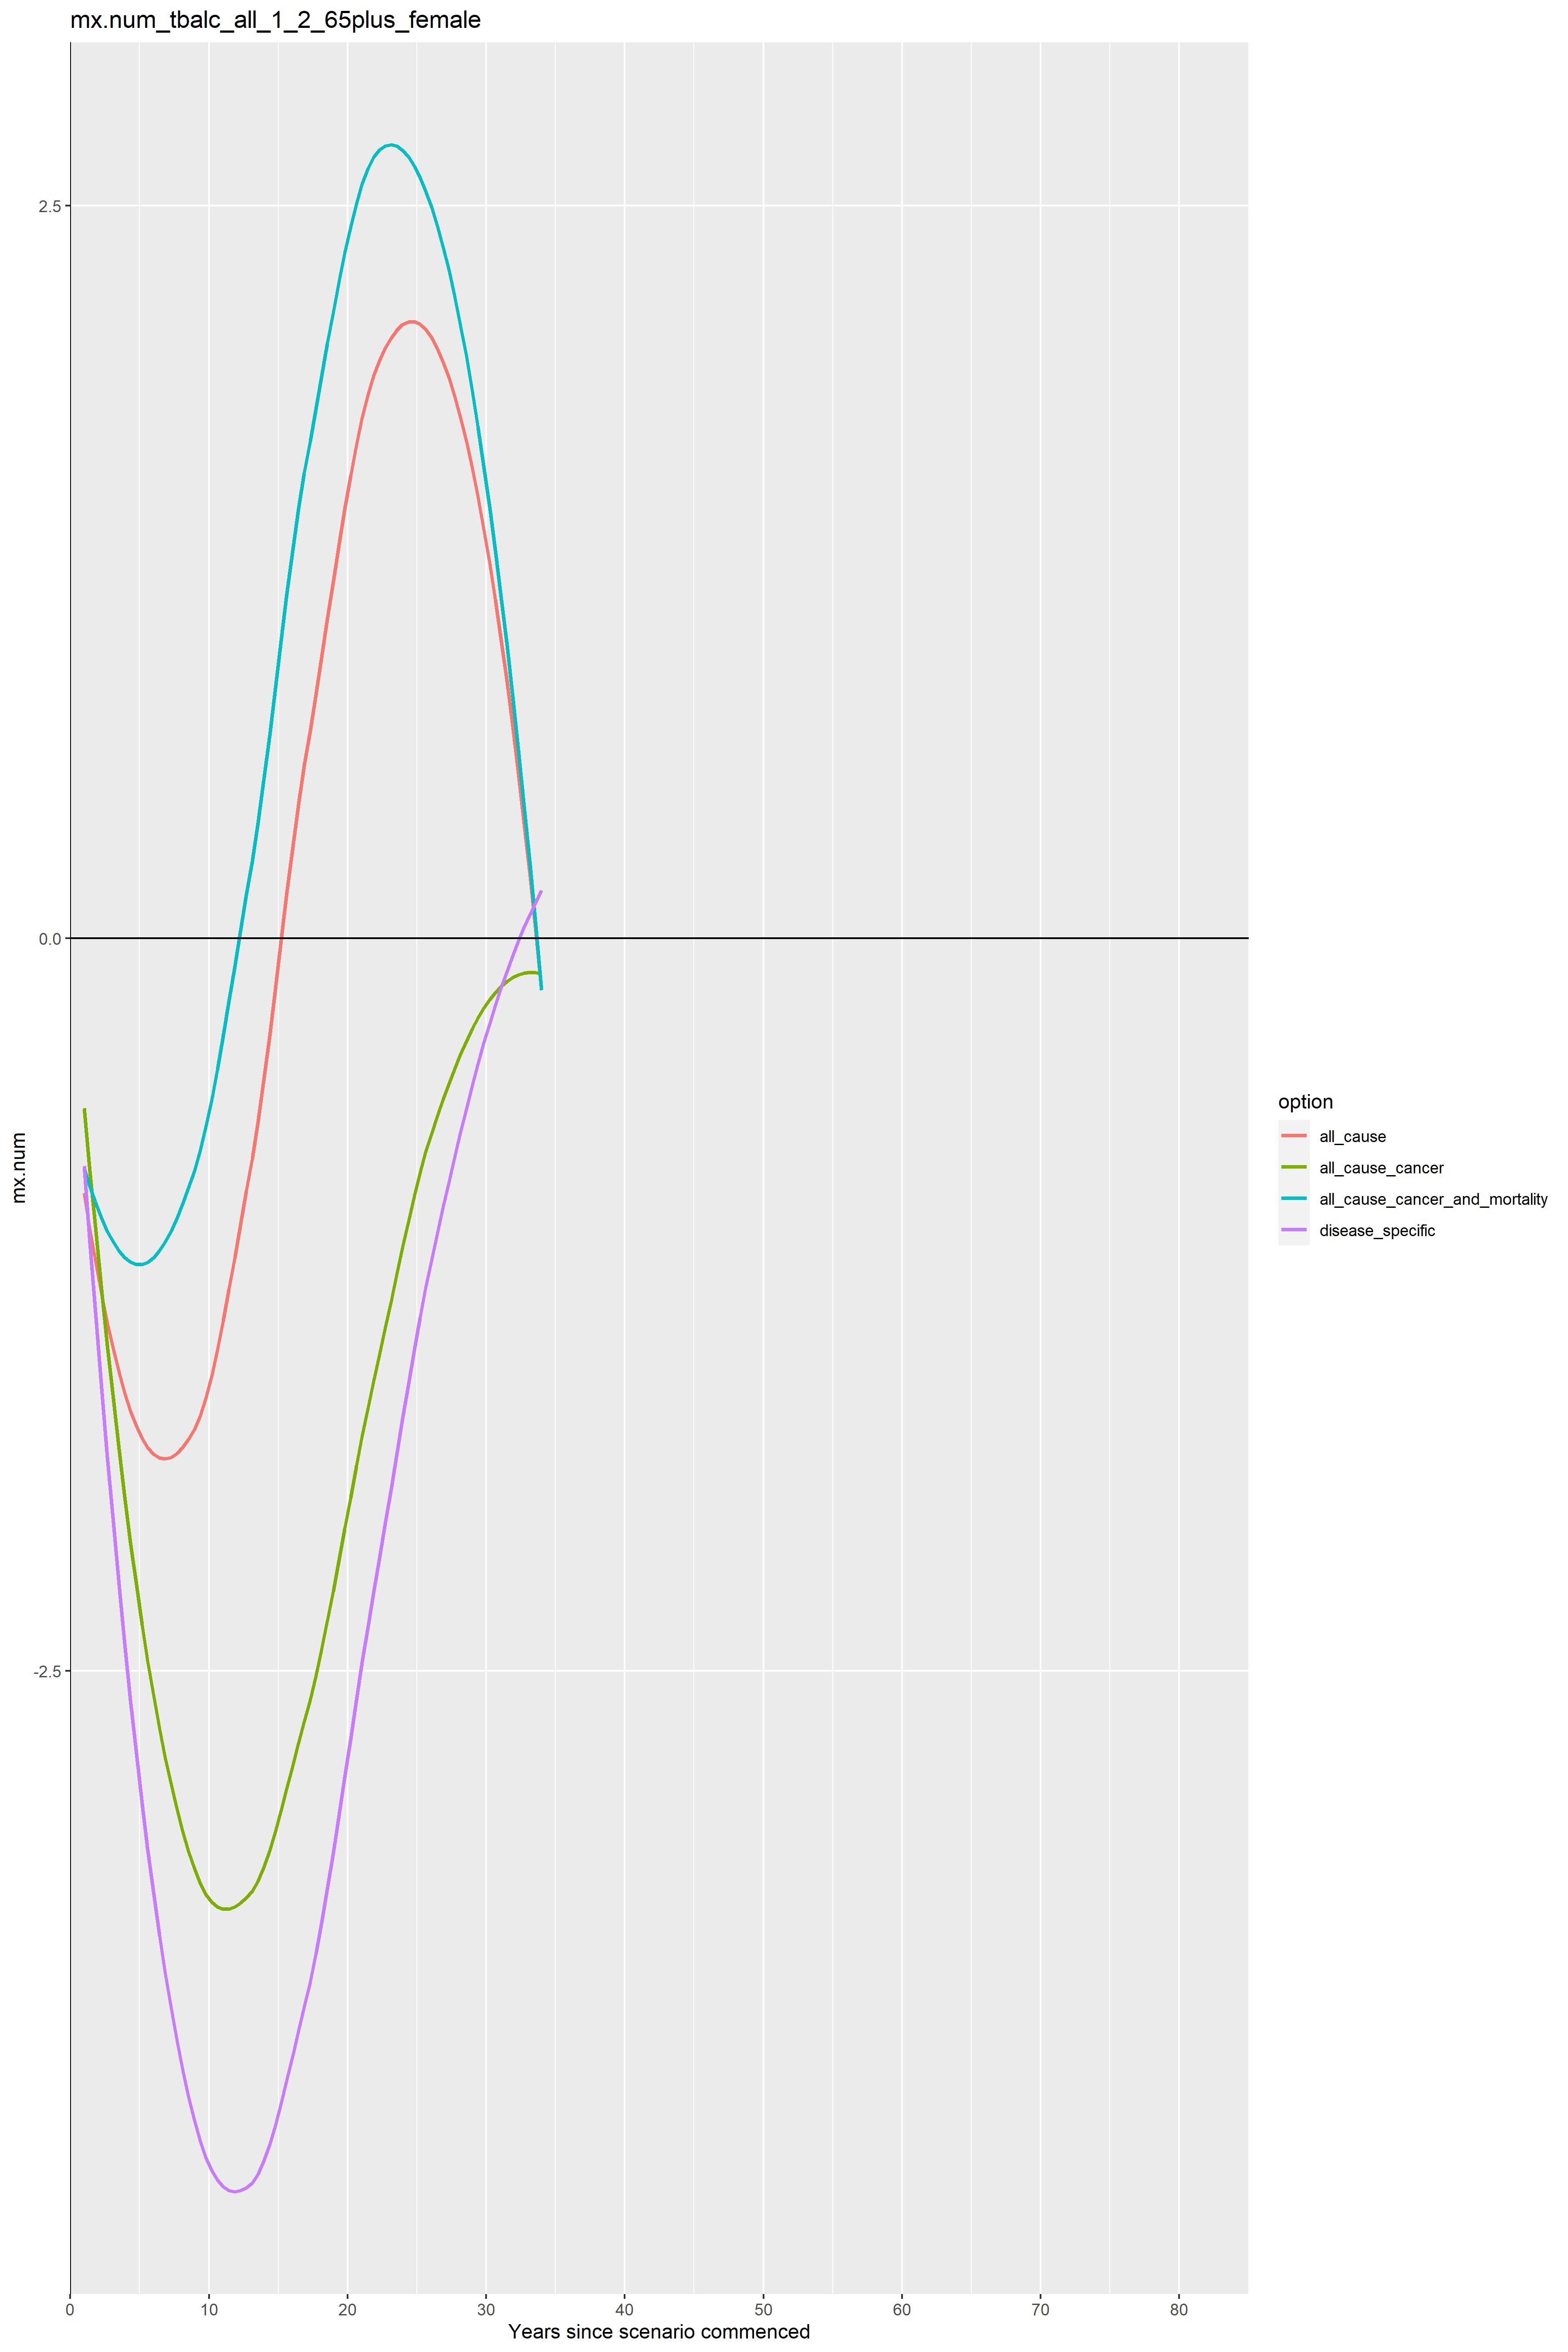 mx.num_tbalc_all_1_2_65plus_female
mx.num
2.5
0.0
-2.5
0 10 20 30 40 50 60 70 80
Years since scenario commenced
option
all_cause
all_cause_cancer
all_cause_cancer_and_mortality
disease_specific